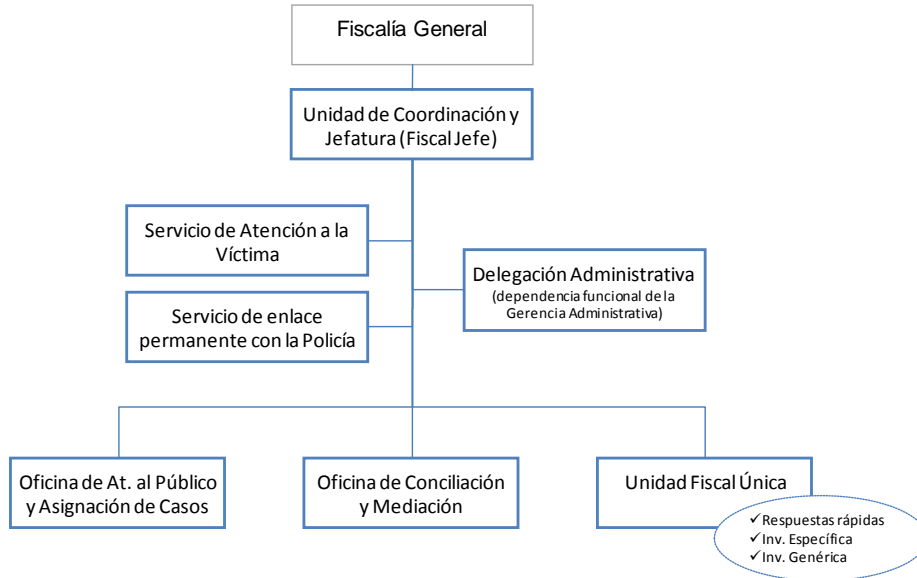 Fiscalía General
Unidad de Coordinación y
Jefatura (Fiscal Jefe)
Servicio de Atención a la
Víctima
Delegación Administrativa
(dependencia funcional de la
Gerencia Administrativa)
Servicio de enlace
permanente con la Policía
Oficina de At. al Público
y Asignación de Casos
Oficina de Conciliación
y Mediación
Unidad Fiscal Única
✓Respuestas rápidas
✓Inv. Específica
✓Inv. Genérica